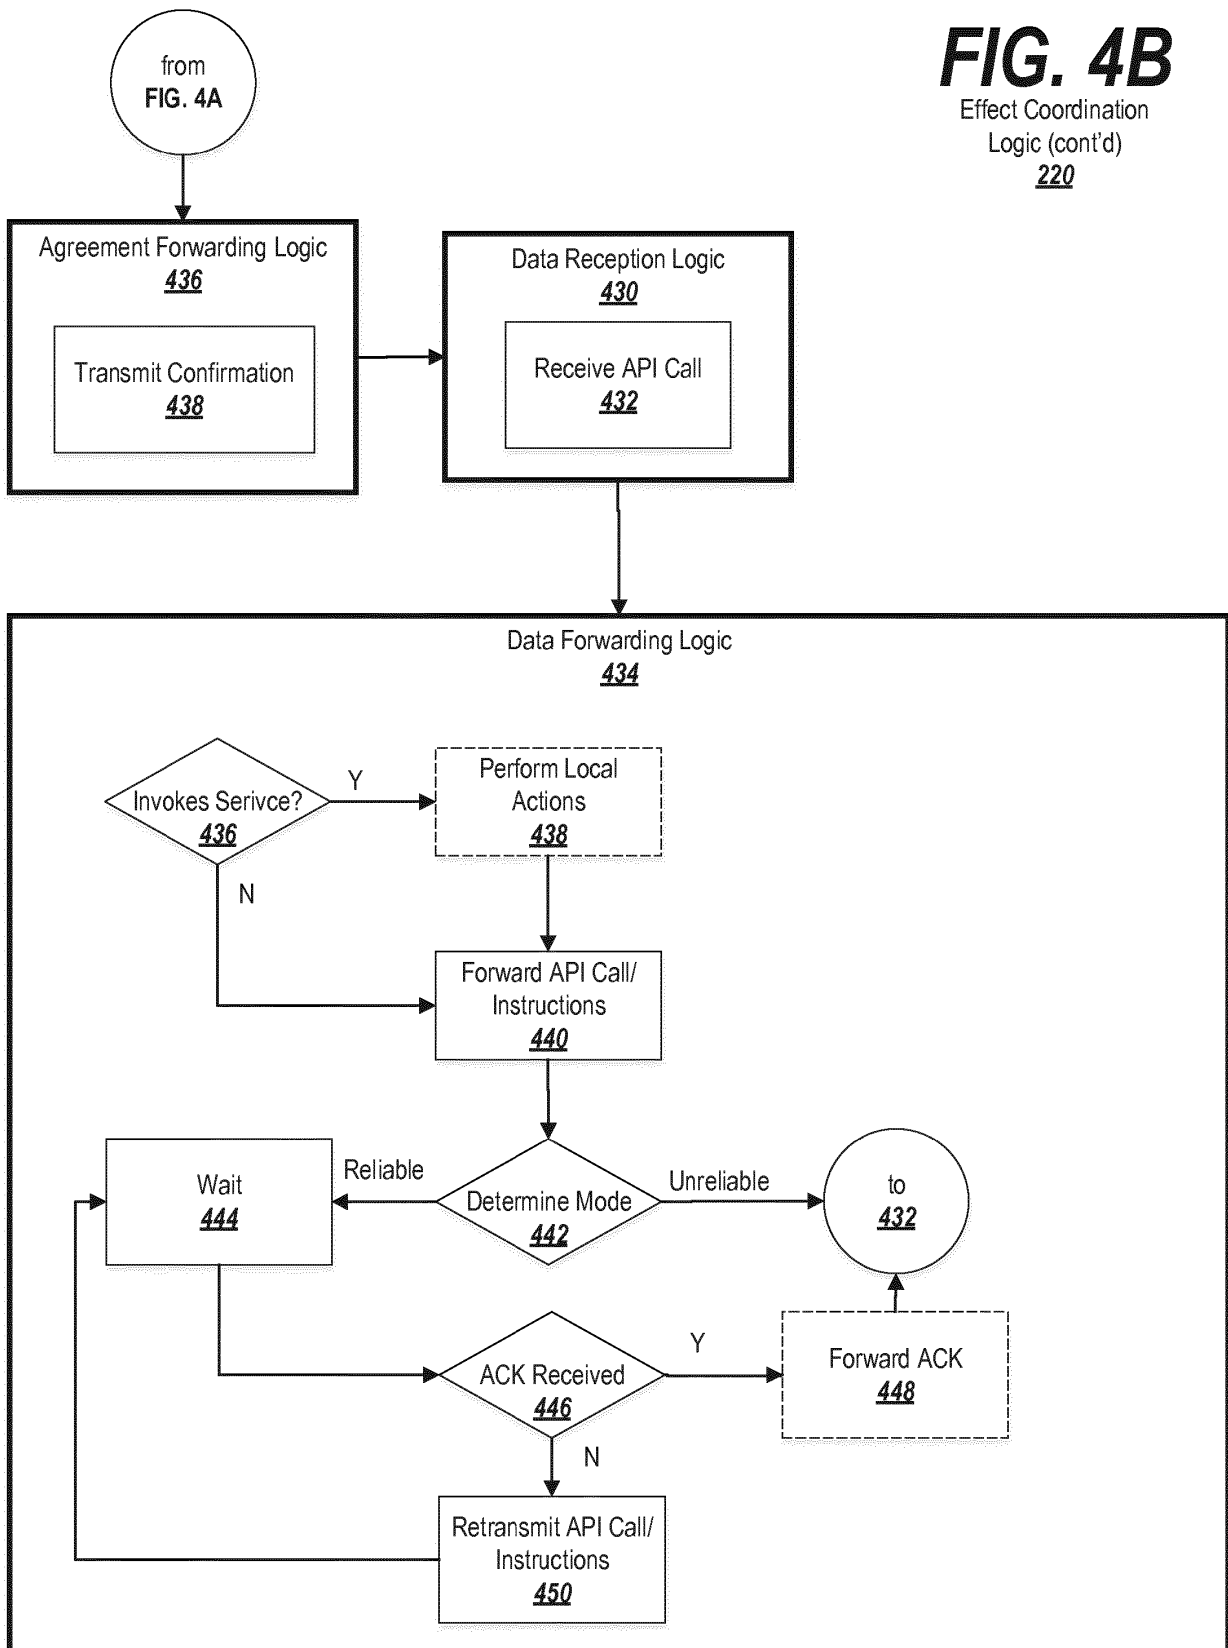 from
FIG. 4A
FIG. 4B
Effect Coordination
Logic (cont'd)
220
Agreement Forwarding Logic
436
Transmit Confirmation
438
Data Reception Logic
430
Receive API Call
432
Data Forwarding Logic
434
Invokes Serivce?
436
Y
N
Perform Local
Actions
438
Forward API Call/
Instructions
440
Determine Mode
442
Reliable
Unreliable
Wait
444
to
432
ACK Received
446
Y
N
Forward ACK
448
Retransmit API Call/
Instructions
450